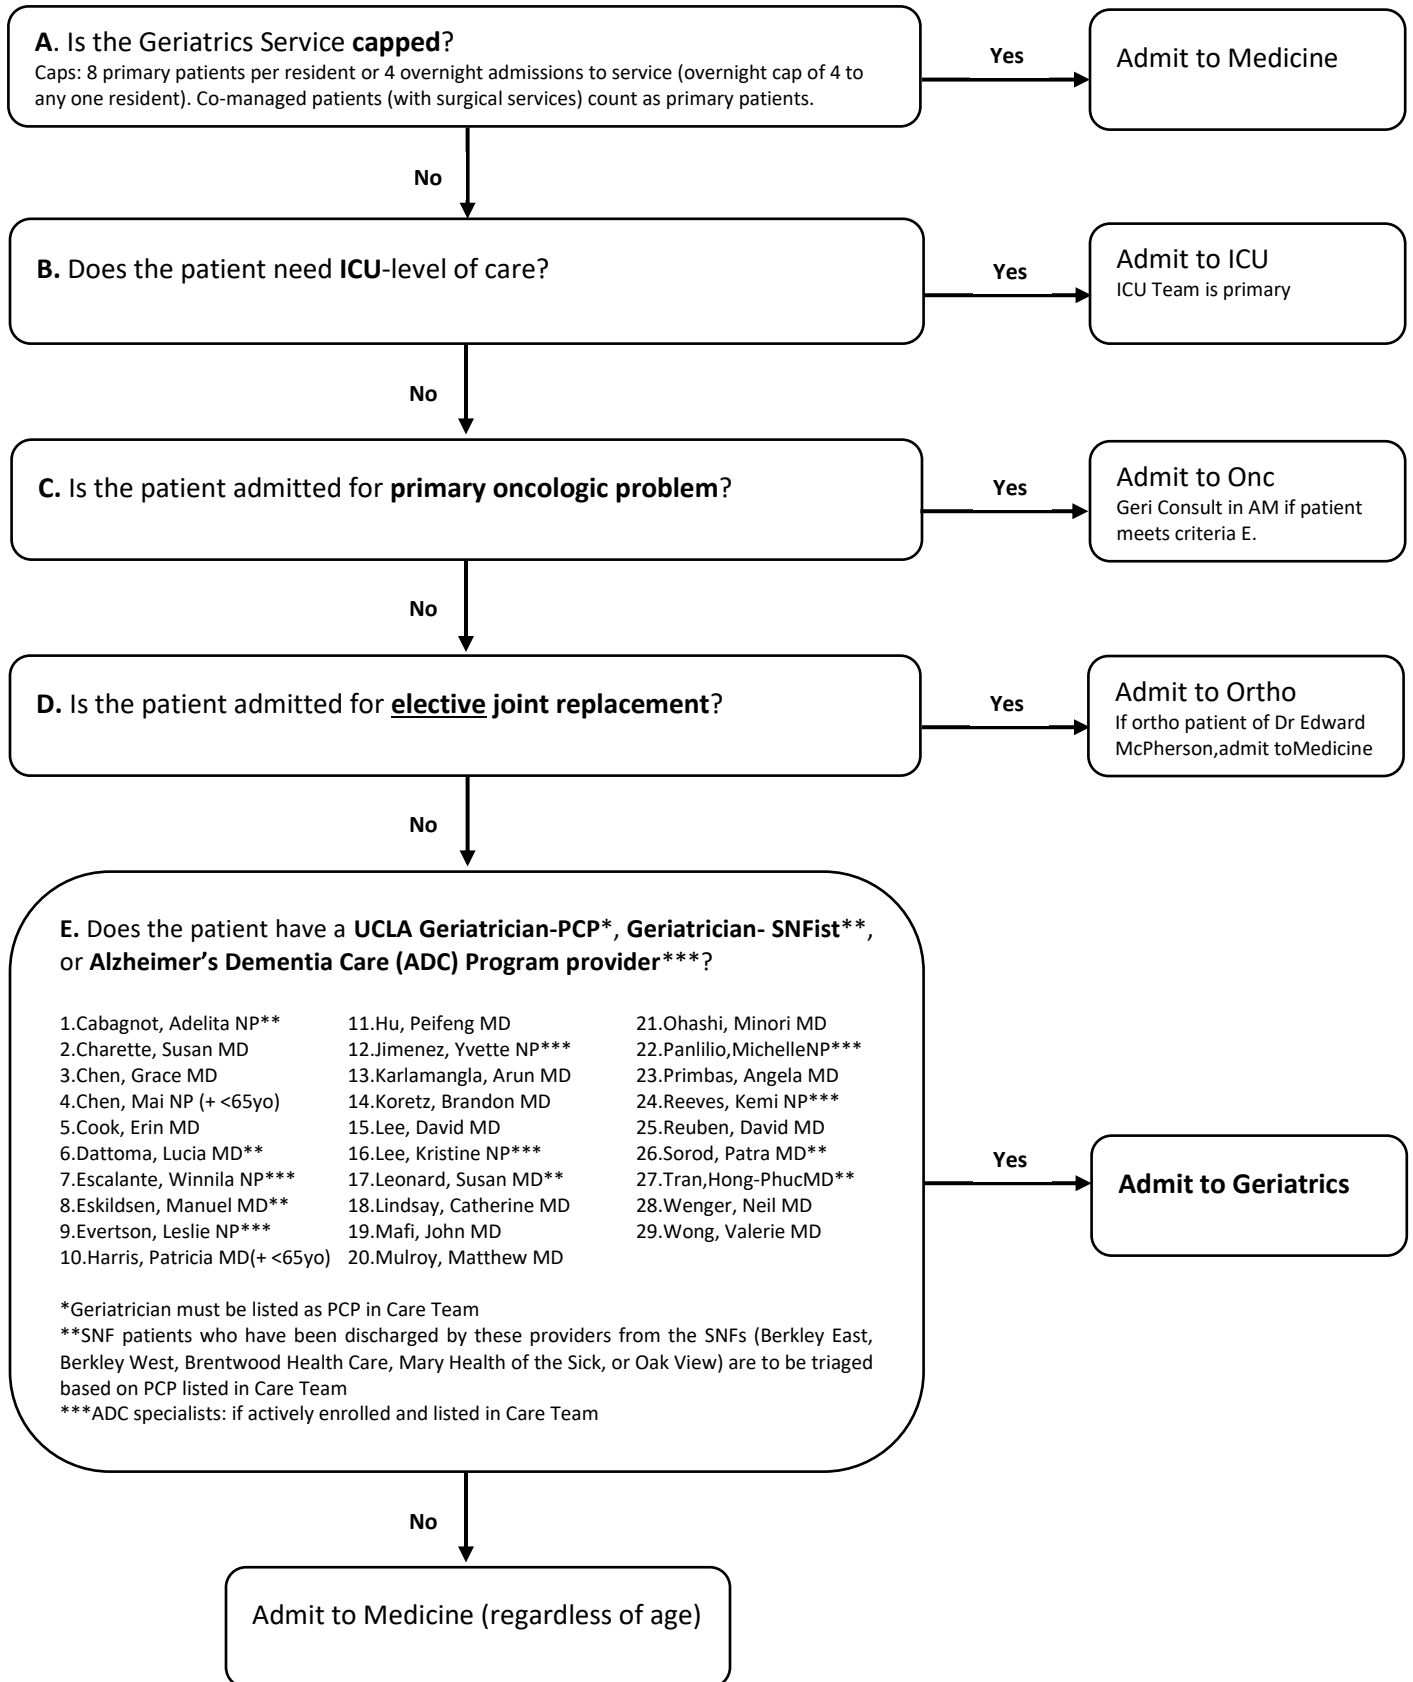 A. Is the Geriatrics Service capped?
Caps: 8 primary patients per resident or 4 overnight admissions to service (overnight cap of 4 to
any one resident). Co-managed patients (with surgical services) count as primary patients.
Yes
Admit to Medicine
No
B. Does the patient need ICU-level of care?
Yes
Admit to ICU
ICU Team is primary
No
C. Is the patient admitted for primary oncologic problem?
Yes
Admit to Onc
Geri Consult in AM if patient
meets criteria E.
No
D. Is the patient admitted for elective joint replacement?
Yes
Admit to Ortho
If ortho patient of Dr Edward
McPherson,admit toMedicine
No
E. Does the patient have a UCLA Geriatrician-PCP*, Geriatrician- SNFist**,
or Alzheimer’s Dementia Care (ADC) Program provider***?
1.Cabagnot, Adelita NP**
2.Charette, Susan MD
3.Chen, Grace MD
4.Chen, Mai NP (+ <65yo)
5.Cook, Erin MD
6.Dattoma, Lucia MD**
7.Escalante, Winnila NP***
8.Eskildsen, Manuel MD**
9.Evertson, Leslie NP***
10.Harris, Patricia MD(+ <65yo)
11.Hu, Peifeng MD
12.Jimenez, Yvette NP***
13.Karlamangla, Arun MD
14.Koretz, Brandon MD
15.Lee, David MD
16.Lee, Kristine NP***
17.Leonard, Susan MD**
18.Lindsay, Catherine MD
19.Mafi, John MD
20.Mulroy, Matthew MD
21.Ohashi, Minori MD
22.Panlilio,MichelleNP***
23.Primbas, Angela MD
24.Reeves, Kemi NP***
25.Reuben, David MD
26.Sorod, Patra MD**
27.Tran,Hong-PhucMD**
28.Wenger, Neil MD
29.Wong, Valerie MD
*Geriatrician must be listed as PCP in Care Team
**SNF patients who have been discharged by these providers from the SNFs (Berkley East,
Berkley West, Brentwood Health Care, Mary Health of the Sick, or Oak View) are to be triaged
based on PCP listed in Care Team
***ADC specialists: if actively enrolled and listed in Care Team
Yes
Admit to Geriatrics
No
Admit to Medicine (regardless of age)